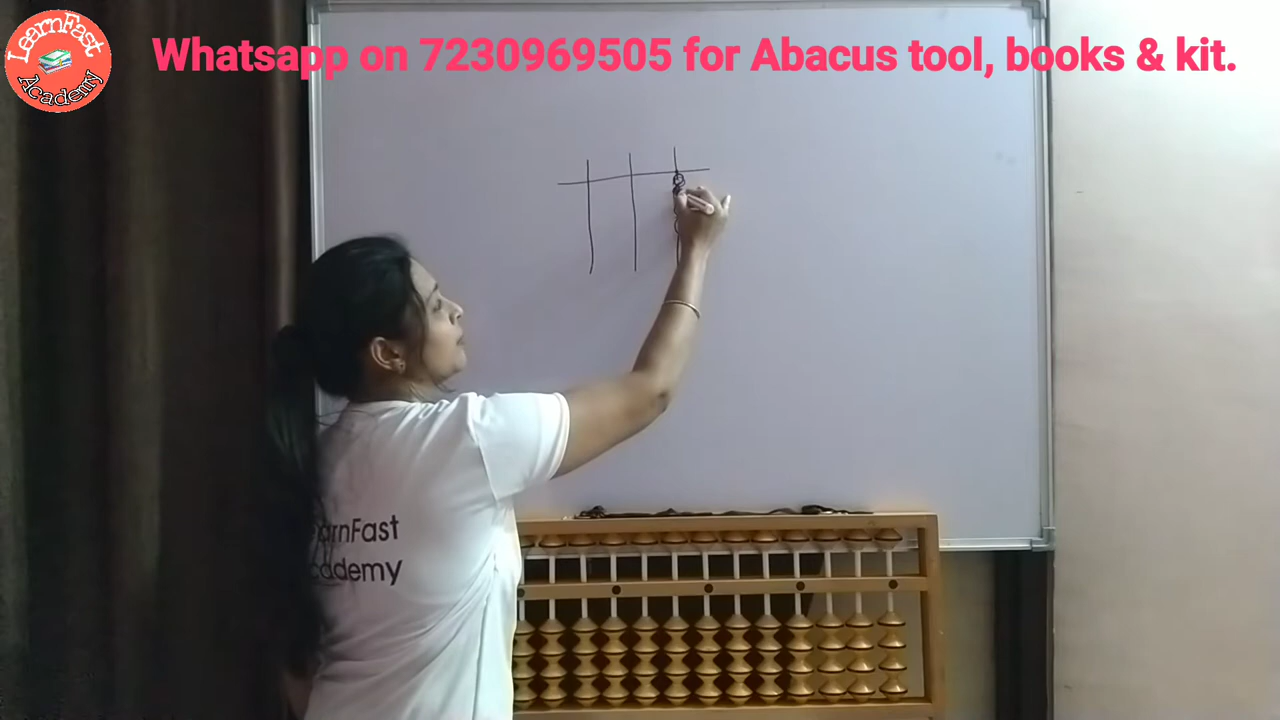 LearnFast
Academy
Whatsapp on 7230969505 for Abacus tool, books & kit.
arnFast
cademy